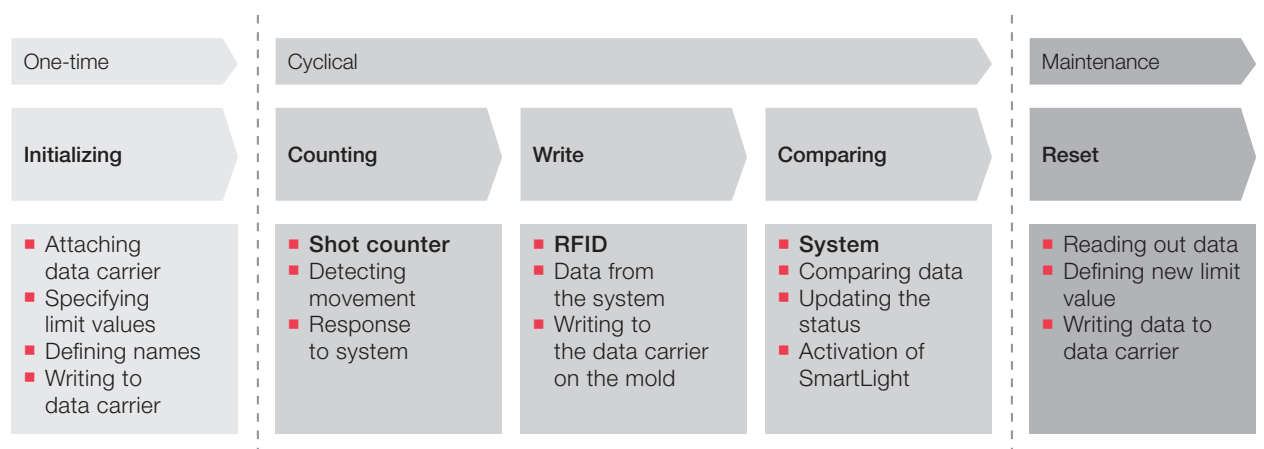 One-time
Cyclical
Maintenance
Initializing
Counting
Write
Comparing
Reset
Attaching
data carrier
Specifying
limit values
Defining names
Writing to
data carrier
Shot counter
Detecting
movement
Response
to system
RFID
Data from
the system
Writing to
the data carrier
on the mold
System
Comparing data
Updating the
status
Activation of
SmartLight
Reading out data
Defining new limit
value
Writing data to
data carrier